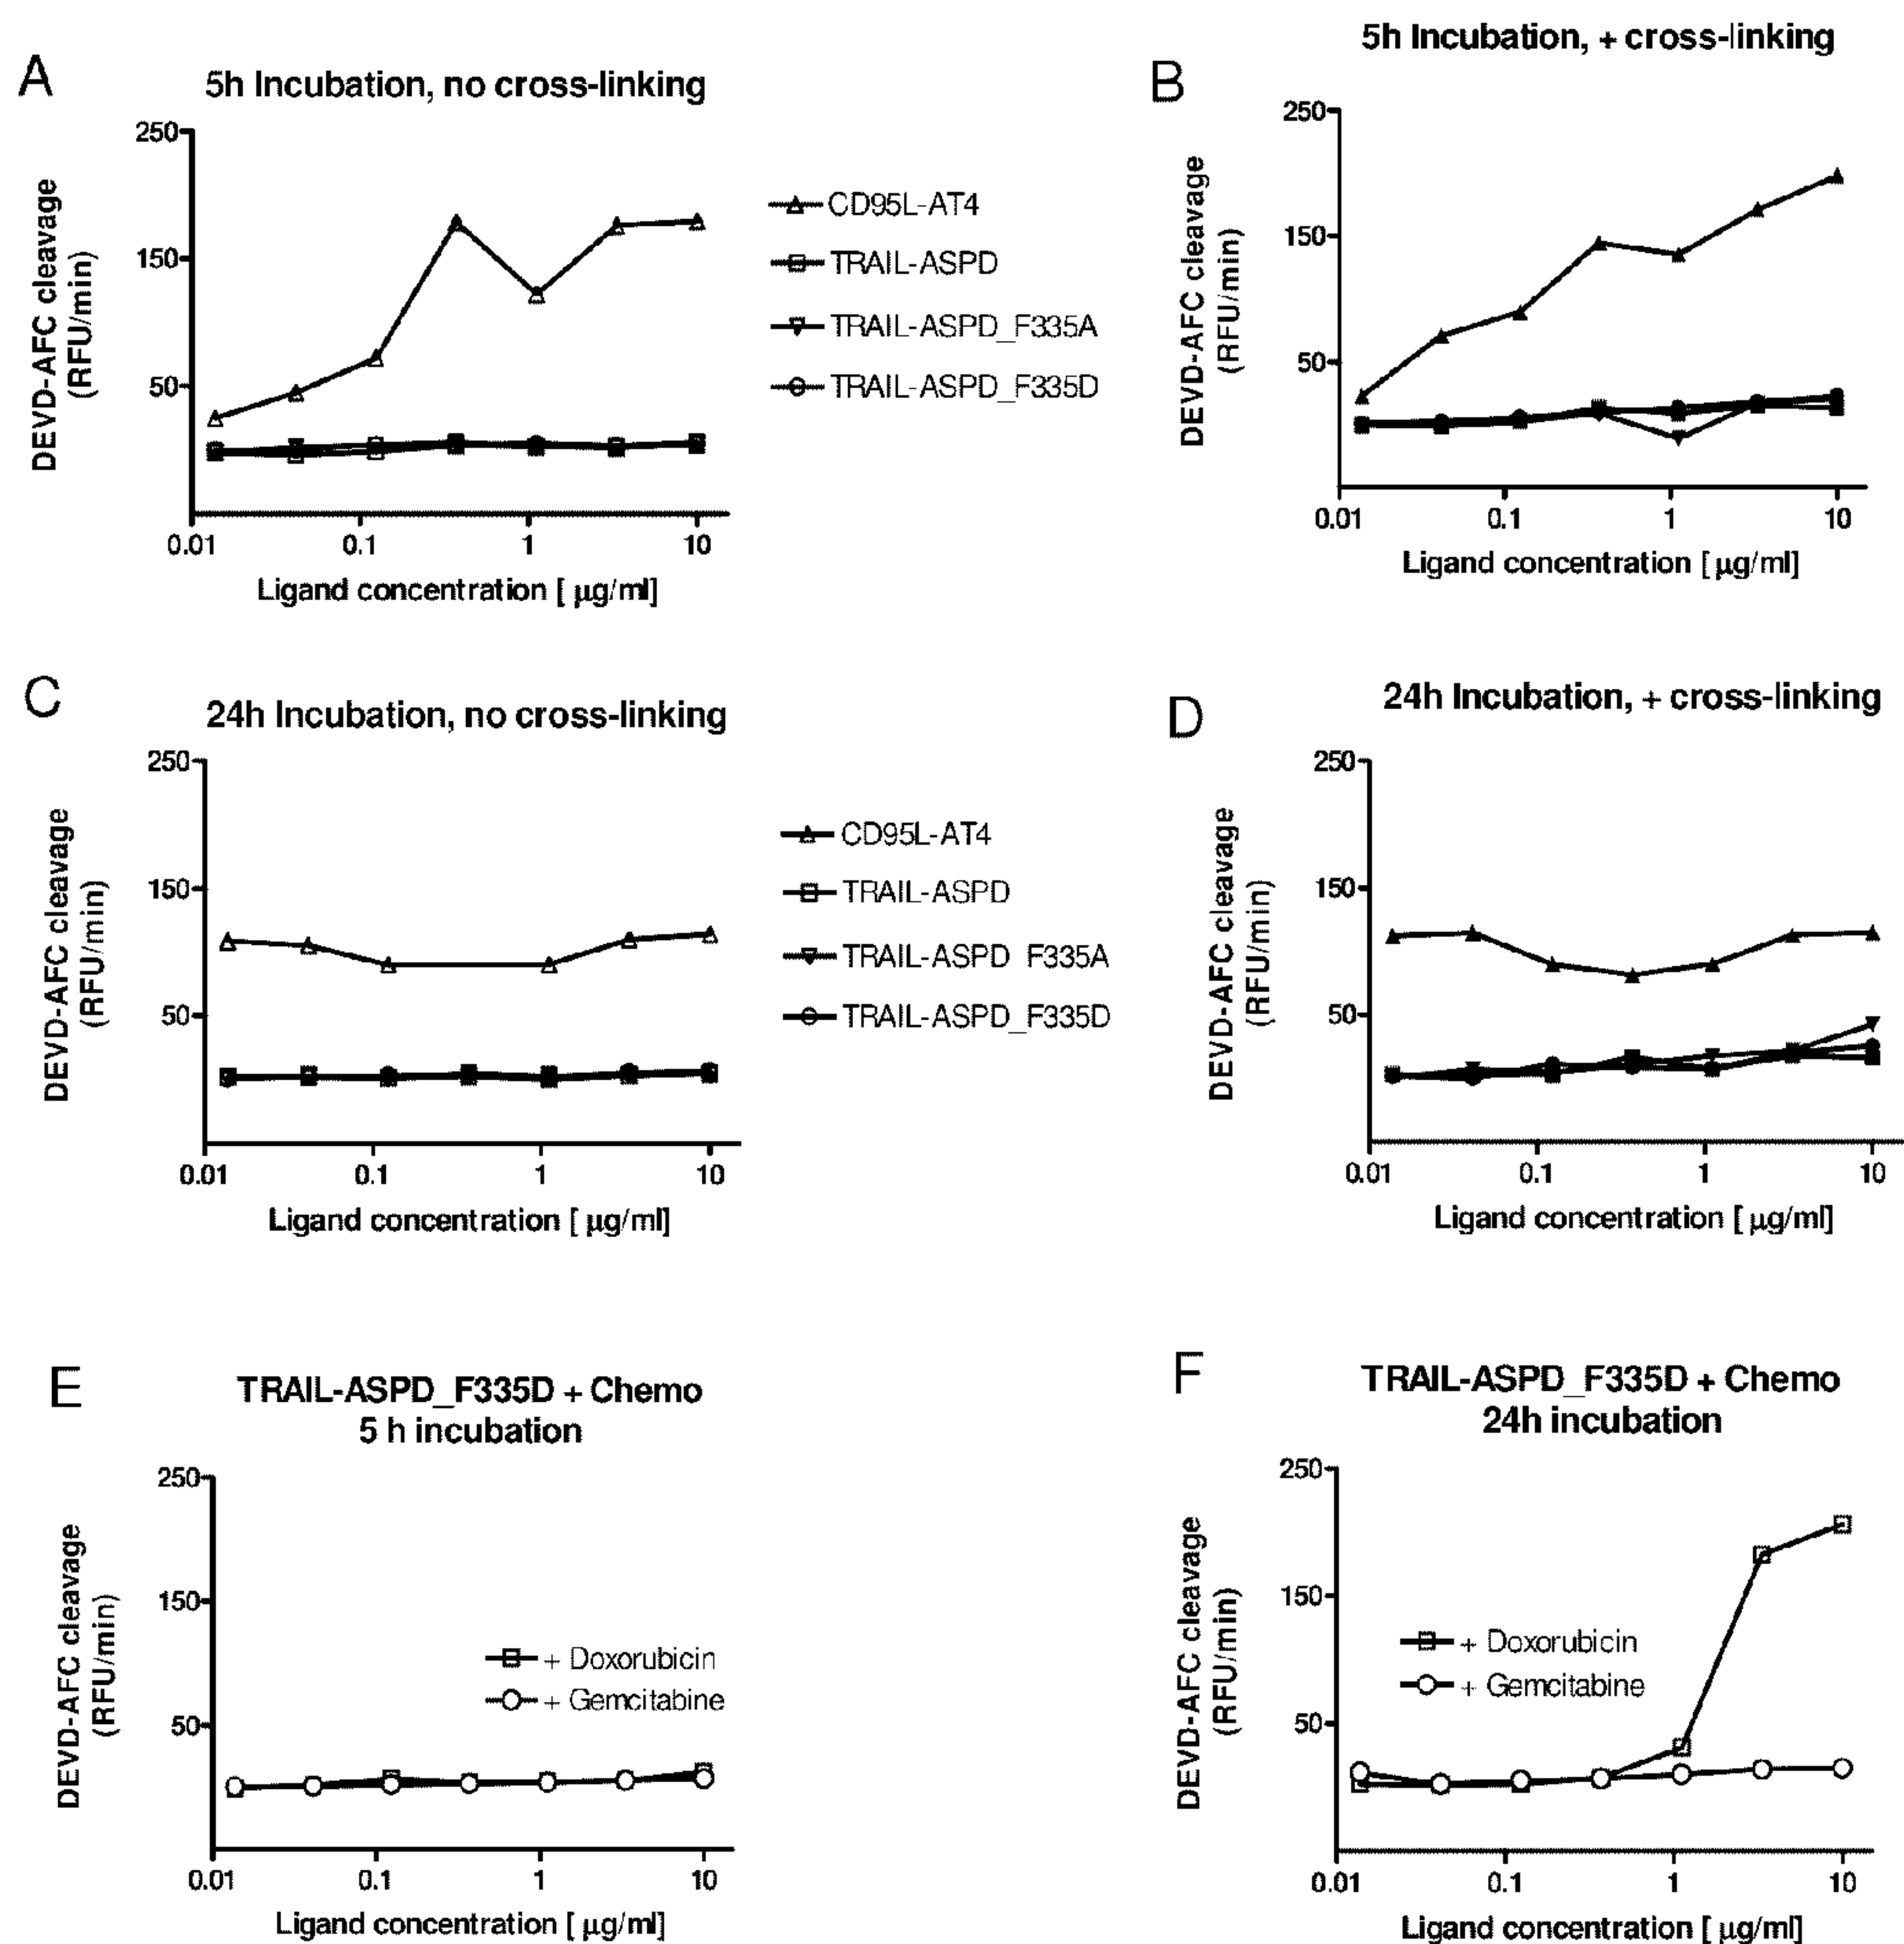 A
5h Incubation, no cross-linking
250
150
50
DEVD-AFC cleavage
(RFU/min)
0.01
0.1
1
10
Ligand concentration [ µg/ml]
CD95L-AT4
TRAIL-ASPD
TRAIL-ASPD_F335A
TRAIL-ASPD_F335D
B
5h Incubation, + cross-linking
250
150
50
DEVD-AFC cleavage
(RFU/min)
0.01
0.1
1
10
Ligand concentration [ µg/ml]
C
24h Incubation, no cross-linking
250
150
50
DEVD-AFC cleavage
(RFU/min)
0.01
0.1
1
10
Ligand concentration [ µg/ml]
CD95L-AT4
TRAIL-ASPD
TRAIL-ASPD F335A
TRAIL-ASPD_F335D
D
24h Incubation, + cross-linking
250
150
50
DEVD-AFC cleavage
(RFU/min)
0.01
0.1
1
10
Ligand concentration [ µg/ml]
E
TRAIL-ASPD_F335D + Chemo
5 h incubation
250
150
50
DEVD-AFC cleavage
(RFU/min)
+ Doxorubicin
+ Gemcitabine
0.01
0.1
1
10
Ligand concentration [ µg/ml]
F
TRAIL-ASPD_F335D + Chemo
24h incubation
250
150
50
DEVD-AFC cleavage
(RFU/min)
+ Doxorubicin
+ Gemcitabine
0.01
0.1
1
10
Ligand concentration [ µg/ml]